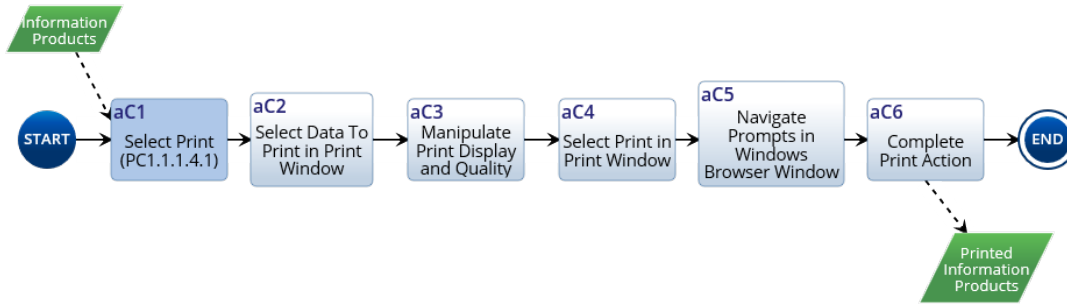 Information
Products
START
aC1
Select Print
(PC1.1.1.4.1)
aC2
Select Data To
Print in Print
Window
aC3
Manipulate
Print Display
and Quality
aC4
Select Print in
Print Window
aC5
Navigate
Prompts in
Windows
Browser Window
aC6
Complete
Print Action
END
Printed
Information
Products